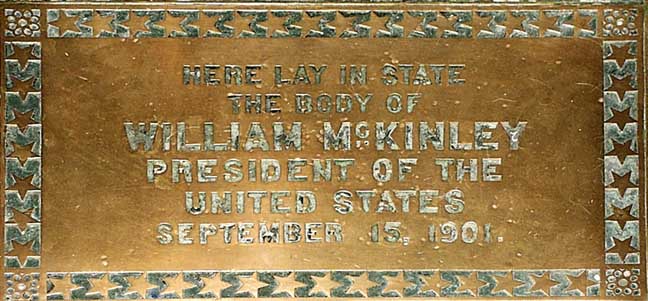 HERE LAY IN STATE
THE BODY OF
WILLIAM McKINLEY
PRESIDENT OF THE
UNITED STATES
SEPTEMBER 15, 1901.